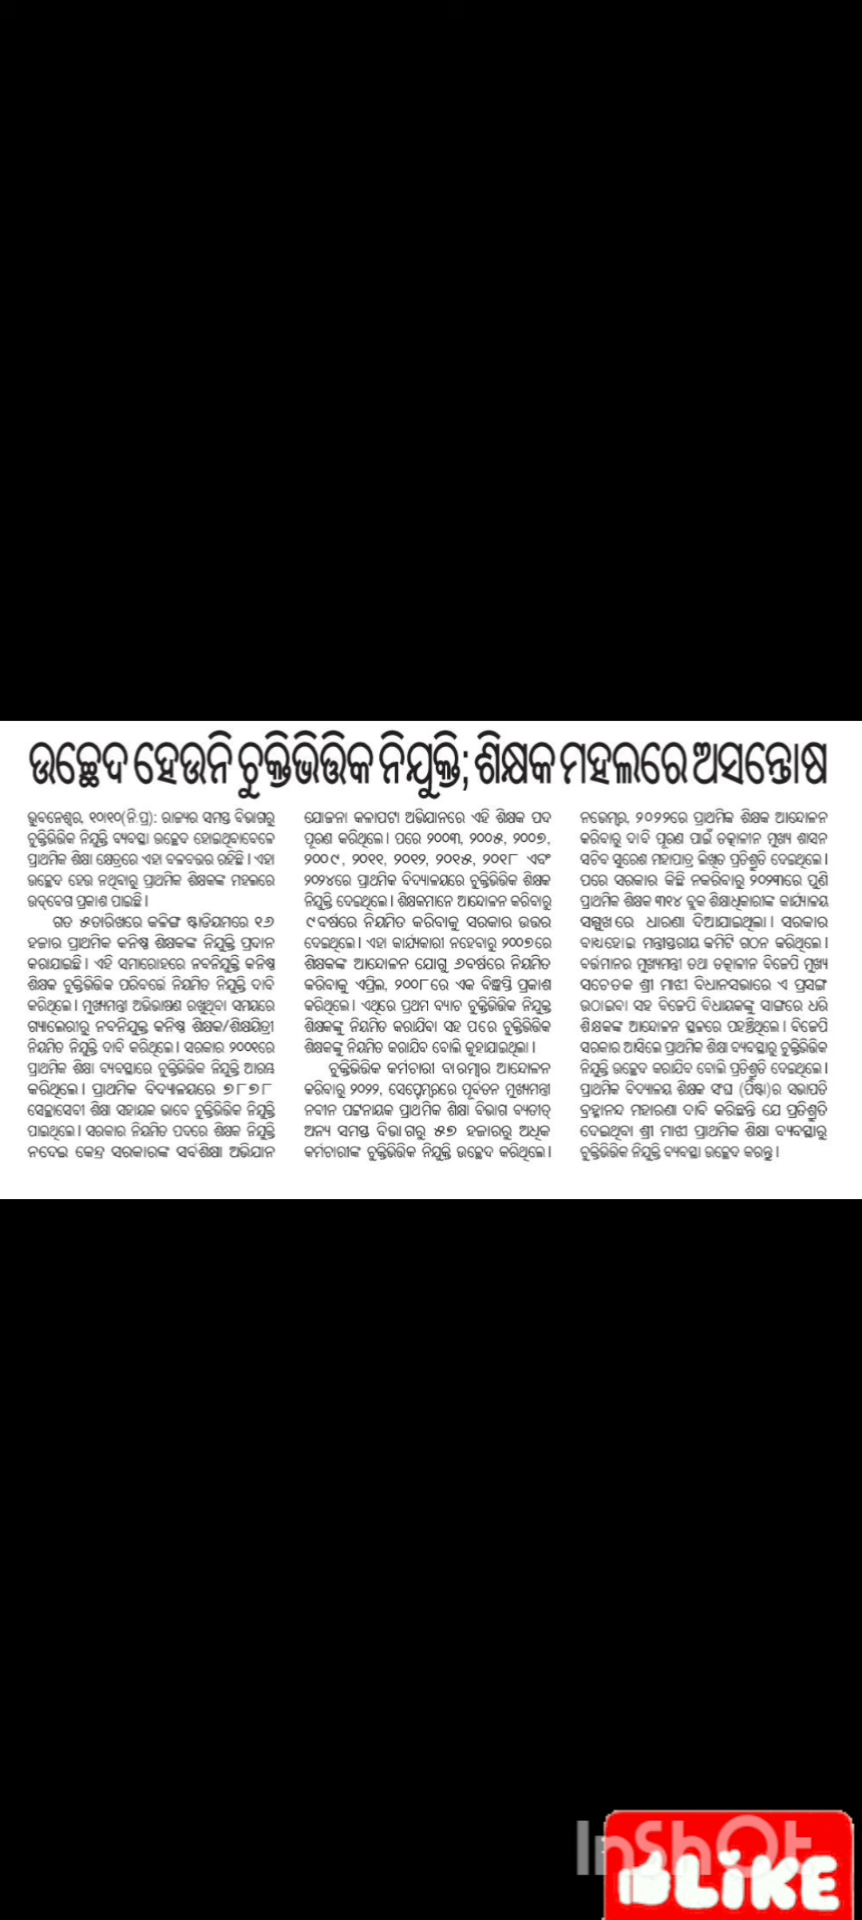 ଉଚ୍ଛେଦ ହେଉନି ଚୁକ୍ତିଭିତ୍ତିକ ନିଯୁକ୍ତି; ଶିକ୍ଷକ ମହଲରେ ଅସନ୍ତୋଷ
ଭୁବନେଶ୍ୱର, ୧୦।୧୦(ନି.ପ୍ର): ରାଜ୍ୟର ସମସ୍ତ ବିଭାଗରୁ
ଚୁକ୍ତିଭିତ୍ତିକ ନିଯୁକ୍ତି ବ୍ୟବସ୍ଥା ଉଚ୍ଛେଦ ହୋଇଥିବାବେଳେ
ପ୍ରାଥମିକ ଶିକ୍ଷା କ୍ଷେତ୍ରରେ ଏହା ବଳବତ୍ତର ରହିଛି । ଏହା
ଉଚ୍ଛେଦ ହେଉ ନଥିବାରୁ ପ୍ରାଥମିକ ଶିକ୍ଷକଙ୍କ ମହଲରେ
ଉଦ୍‌ବେଗ ପ୍ରକାଶ ପାଇଛି ।
ଗତ ୫ତାରିଖରେ କଳିଙ୍ଗ ଷ୍ଟାଡିୟମରେ ୧୬
ହଜାର ପ୍ରାଥମିକ କନିଷ୍ଠ ଶିକ୍ଷକଙ୍କ ନିଯୁକ୍ତି ପ୍ରଦାନ
କରାଯାଇଛି । ଏହି ସମାରୋହରେ ନବନିଯୁକ୍ତି କନିଷ୍ଠ
ଶିକ୍ଷକ ଚୁକ୍ତିଭିତ୍ତିକ ପରିବର୍ତ୍ତେ ନିୟମିତ ନିଯୁକ୍ତି ଦାବି
କରିଥିଲେ । ମୁଖ୍ୟମନ୍ତ୍ରୀ ଅଭିଭାଷଣ ରଖୁଥିବା ସମୟରେ
ଗ୍ୟାଲେରୀରୁ ନବନିଯୁକ୍ତ କନିଷ୍ଠ ଶିକ୍ଷକ/ଶିକ୍ଷୟିତ୍ରୀ
ନିୟମିତ ନିଯୁକ୍ତି ଦାବି କରିଥିଲେ । ସରକାର ୨୦୦୧ରେ
ପ୍ରାଥମିକ ଶିକ୍ଷା ବ୍ୟବସ୍ଥାରେ ଚୁକ୍ତିଭିତ୍ତିକ ନିଯୁକ୍ତି ଆରମ୍ଭ
କରିଥିଲେ । ପ୍ରାଥମିକ ବିଦ୍ୟାଳୟରେ ୭୮୭୮
ସେଚ୍ଛାସେବୀ ଶିକ୍ଷା ସହାୟକ ଭାବେ ଚୁକ୍ତିଭିତ୍ତିକ ନିଯୁକ୍ତି
ପାଇଥିଲେ । ସରକାର ନିୟମିତ ପଦରେ ଶିକ୍ଷକ ନିଯୁକ୍ତି
ନଦେଇ କେନ୍ଦ୍ର ସରକାରଙ୍କ ସର୍ବଶିକ୍ଷା ଅଭିଯାନ
ଯୋଜନା କଳାପଟା ଅଭିଯାନରେ ଏହି ଶିକ୍ଷକ ପଦ
ପୂରଣ କରିଥିଲେ । ପରେ ୨୦୦୩, ୨୦୦୫, ୨୦୦୭,
୨୦୦୯, ୨୦୧୧, ୨୦୧୨, ୨୦୧୫, ୨୦୧୮ ଏବଂ
୨୦୨୪ରେ ପ୍ରାଥମିକ ବିଦ୍ୟାଳୟରେ ଚୁକ୍ତିଭିତ୍ତିକ ଶିକ୍ଷକ
ନିଯୁକ୍ତି ଦେଇଥିଲେ । ଶିକ୍ଷକମାନେ ଆନ୍ଦୋଳନ କରିବାରୁ
୯ବର୍ଷରେ ନିୟମିତ କରିବାକୁ ସରକାର ଉତ୍ତର
ଦେଇଥିଲେ । ଏହା କାର୍ଯ୍ୟକାରୀ ନହେବାରୁ ୨୦୦୭ରେ
ଶିକ୍ଷକଙ୍କ ଆନ୍ଦୋଳନ ଯୋଗୁ ୬ବର୍ଷରେ ନିୟମିତ
କରିବାକୁ ଏପ୍ରିଲ, ୨୦୦୮ରେ ଏକ ବିଜ୍ଞପ୍ତି ପ୍ରକାଶ
କରିଥିଲେ । ଏଥିରେ ପ୍ରଥମ ବ୍ୟାଚ ଚୁକ୍ତିଭିତ୍ତିକ ନିଯୁକ୍ତ
ଶିକ୍ଷକଙ୍କୁ ନିୟମିତ କରାଯିବା ସହ ପରେ ଚୁକ୍ତିଭିତ୍ତିକ
ଶିକ୍ଷକଙ୍କୁ ନିୟମିତ କରାଯିବ ବୋଲି କୁହାଯାଇଥିଲା ।
ଚୁକ୍ତିଭିତ୍ତିକ କର୍ମଚାରୀ ବାରମ୍ବାର ଆନ୍ଦୋଳନ
କରିବାରୁ ୨୦୨୨, ସେପ୍ଟେମ୍ବରରେ ପୂର୍ବତନ ମୁଖ୍ୟମନ୍ତ୍ରୀ
ନବୀନ ପଟ୍ଟନାୟକ ପ୍ରାଥମିକ ଶିକ୍ଷା ବିଭାଗ ବ୍ୟତୀତ୍
ଅନ୍ୟ ସମସ୍ତ ବିଭାଗରୁ ୫୭ ହଜାରରୁ ଅଧିକ
କର୍ମଚାରୀଙ୍କ ଚୁକ୍ତିଭିତ୍ତିକ ନିଯୁକ୍ତି ଉଚ୍ଛେଦ କରିଥିଲେ ।
ନଭେମ୍ବର, ୨୦୨୨ରେ ପ୍ରାଥମିକ ଶିକ୍ଷକ ଆନ୍ଦୋଳନ
କରିବାରୁ ଦାବି ପୂରଣ ପାଇଁ ତତ୍କାଳୀନ ମୁଖ୍ୟ ଶାସନ
ସଚିବ ସୁରେଶ ମହାପାତ୍ର ଲିଖିତ ପ୍ରତିଶ୍ରୁତି ଦେଇଥିଲେ ।
ପରେ ସରକାର କିଛି ନକରିବାରୁ ୨୦୨୩ରେ ପୁଣି
ପ୍ରାଥମିକ ଶିକ୍ଷକ ୩୧୪ ବ୍ଲକ ଶିକ୍ଷାଧିକାରୀଙ୍କ କାର୍ଯ୍ୟାଳୟ
ସମ୍ମୁଖରେ ଧାରଣା ଦିଆଯାଇଥିଲା । ସରକାର
ବାଧ୍ୟହୋଇ ମନ୍ତ୍ରୀସ୍ତରୀୟ କମିଟି ଗଠନ କରିଥିଲେ ।
ବର୍ତ୍ତମାନର ମୁଖ୍ୟମନ୍ତ୍ରୀ ତଥା ତତ୍କାଳୀନ ବିଜେପି ମୁଖ୍ୟ
ସଚେତକ ଶ୍ରୀ ମାଝୀ ବିଧାନସଭାରେ ଏ ପ୍ରସଙ୍ଗ
ଉଠାଇବା ସହ ବିଜେପି ବିଧାୟକଙ୍କୁ ସାଙ୍ଗରେ ଧରି
ଶିକ୍ଷକଙ୍କ ଆନ୍ଦୋଳନ ସ୍ଥଳରେ ପହଞ୍ଚିଥିଲେ । ବିଜେପି
ସରକାର ଆସିଲେ ପ୍ରାଥମିକ ଶିକ୍ଷା ବ୍ୟବସ୍ଥାରୁ ଚୁକ୍ତିଭିତ୍ତିକ
ନିଯୁକ୍ତି ଉଚ୍ଛେଦ କରାଯିବ ବୋଲି ପ୍ରତିଶ୍ରୁତି ଦେଇଥିଲେ ।
ପ୍ରାଥମିକ ବିଦ୍ୟାଳୟ ଶିକ୍ଷକ ସଂଘ (ପିଷ୍ଟା)ର ସଭାପତି
ବ୍ରହ୍ମାନନ୍ଦ ମହାରଣା ଦାବି କରିଛନ୍ତି ଯେ ପ୍ରତିଶ୍ରୁତି
ଦେଇଥିବା ଶ୍ରୀ ମାଝୀ ପ୍ରାଥମିକ ଶିକ୍ଷା ବ୍ୟବସ୍ଥାରୁ
ଚୁକ୍ତିଭିତ୍ତିକ ନିଯୁକ୍ତି ବ୍ୟବସ୍ଥା ଉଚ୍ଛେଦ କରନ୍ତୁ ।
InShOt
LiKE